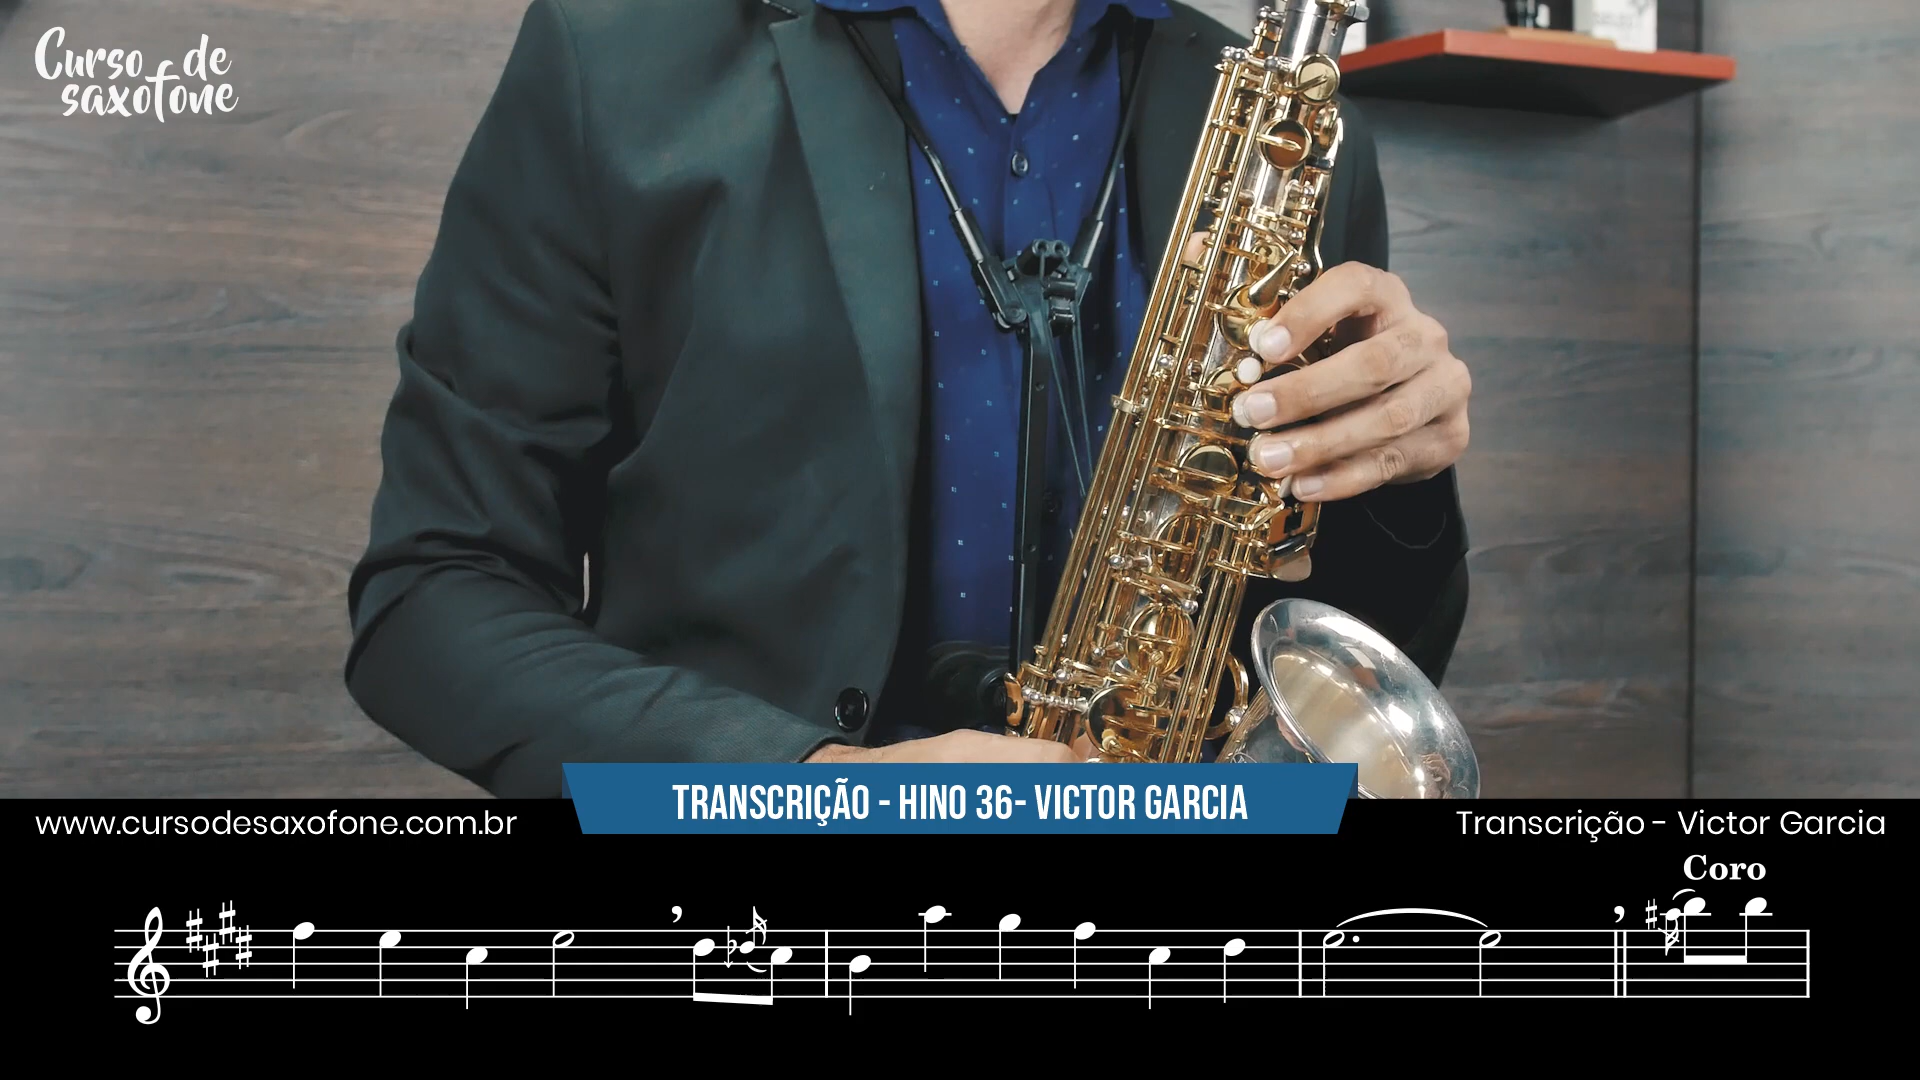 Curso de
saxofone
TRANSCRIÇÃO - HINO 36- VICTOR GARCIA
www.cursodesaxofone.com.br
Transcrição - Victor Garcia
Coro